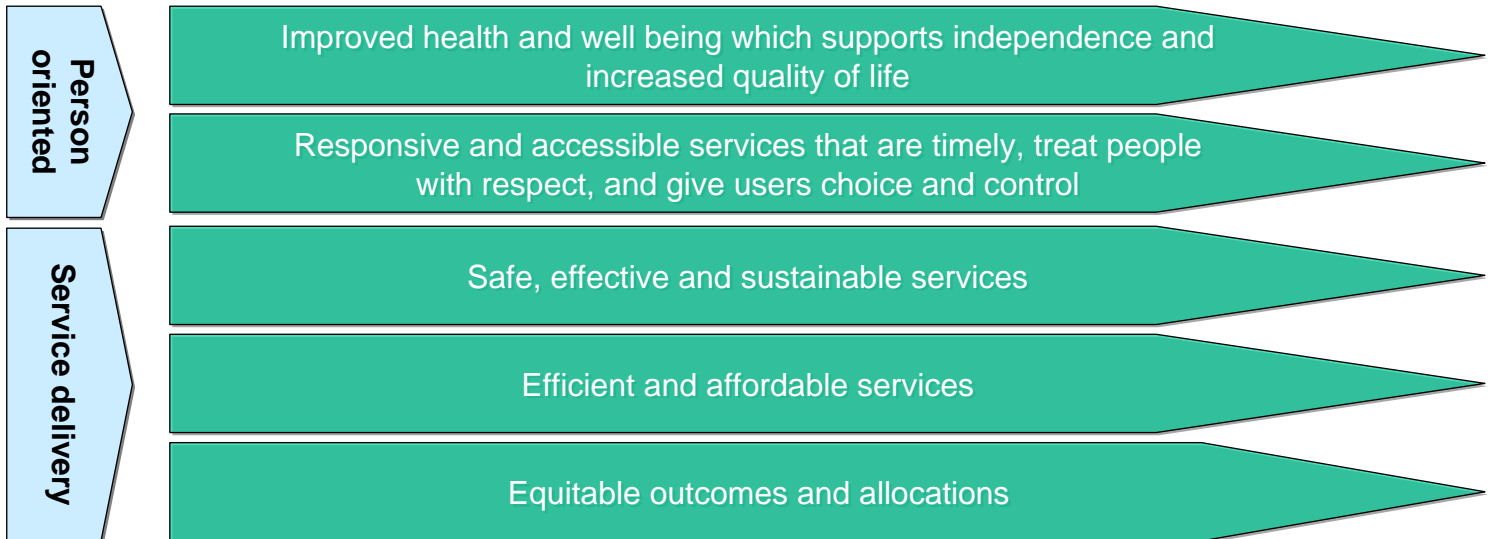 Person
oriented
Improved health and well being which supports independence and
increased quality of life
Responsive and accessible services that are timely, treat people
with respect, and give users choice and control
Service delivery
Safe, effective and sustainable services
Efficient and affordable services
Equitable outcomes and allocations